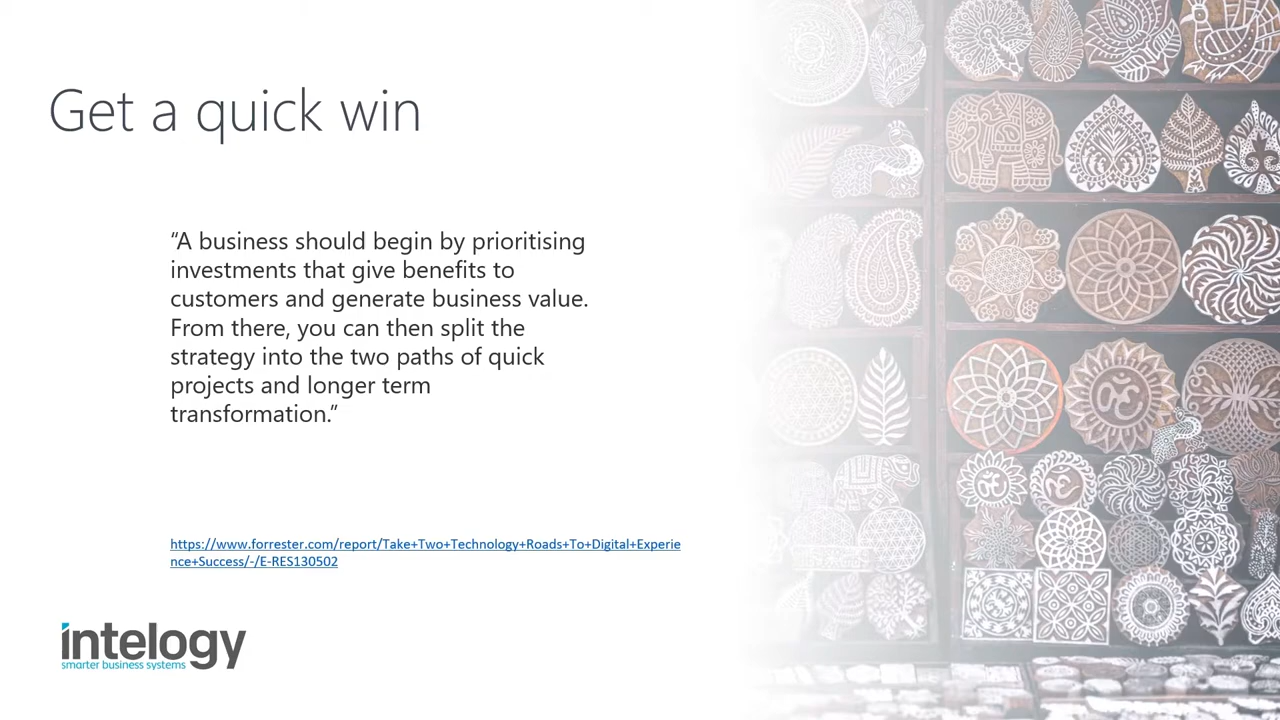 Get a quick win
“A business should begin by prioritising
investments that give benefits to
customers and generate business value.
From there, you can then split the
strategy into the two paths of quick
projects and longer term
transformation.”
https://www.forrester.com/report/Take+Two+Technology+Roads+To+Digital+Experie
nce+Success/-/E-RES130502
intelogy
smarter business systems